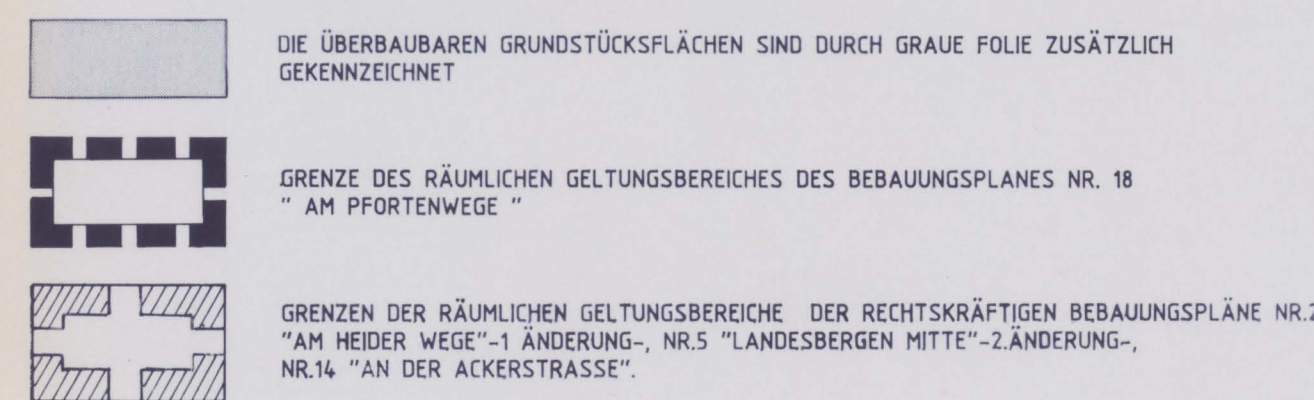 DIE ÜBERBAUBAREN GRUNDSTÜCKSFLÄCHEN SIND DURCH GRAUE FOLIE ZUSÄTZLICH
GEKENNZEICHNET
GRENZE DES RÄUMLICHEN GELTUNGSBEREICHES DES BEBAUUNGSPLANES NR. 18
" AM PFORTENWEGE "
GRENZEN DER RÄUMLICHEN GELTUNGSBEREICHE DER RECHTSKRÄFTIGEN BEBAUUNGSPLÄNE NR.2
"AM HEIDER WEGE"-1 ÄNDERUNG-, NR.5 "LANDESBERGEN MITTE"-2.ÄNDERUNG-,
NR.14 "AN DER ACKERSTRASSE".